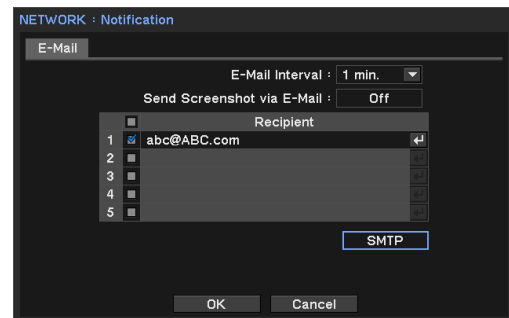 NETWORK : Notification
E-Mail
E-Mail Interval : 1 min.
Send Screenshot via E-Mail : Off
Recipient
1 abc@ABC.com
2
3
4
5
SMTP
OK Cancel